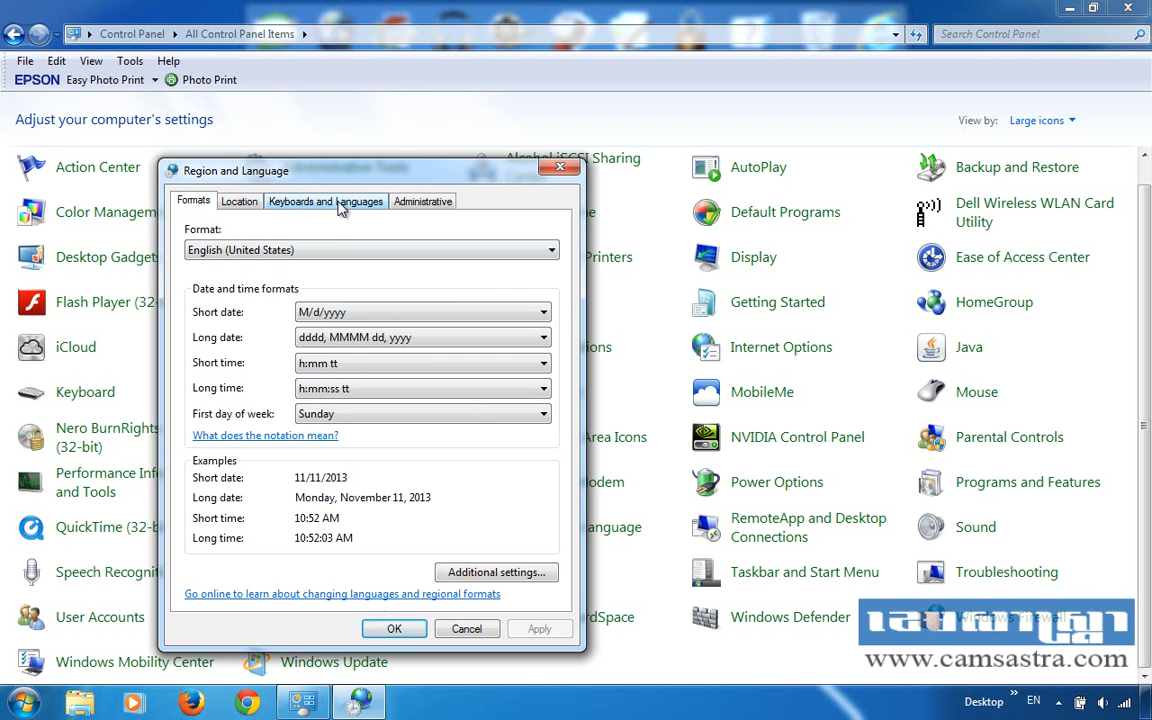 Control Panel
All Control Panel Items
Search Control Panel
File Edit View Tools Help
EPSON Easy Photo Print Photo Print
Adjust your computer's settings
View by: Large icons
Action Center
Administrative Tools
Alcohol iSCSI Sharing
Center
AutoPlay
Backup and Restore
Color Managem
Default Programs
Dell Wireless WLAN Card
Utility
Desktop Gadget
Printers
Display
Ease of Access Center
Flash Player (32-
Getting Started
HomeGroup
iCloud
Internet Options
Java
Keyboard
MobileMe
Mouse
Nero BurnRights
(32-bit)
Area Icons
NVIDIA Control Panel
Parental Controls
Performance Info
and Tools
Power Options
Programs and Features
QuickTime (32-b
RemoteApp and Desktop
Connections
Sound
Speech Recognit
Taskbar and Start Menu
Troubleshooting
User Accounts
Windows Defender
Windows Firewall
Windows Mobility Center
Windows Update
Region and Language
Formats Location Keyboards and Languages Administrative
Format:
English (United States)
Date and time formats
Short date: M/d/yyyy
Long date: dddd, MMMM dd, yyyy
Short time: h:mm tt
Long time: h:mm:ss tt
First day of week: Sunday
What does the notation mean?
Examples
Short date: 11/11/2013
Long date: Monday, November 11, 2013
Short time: 10:52 AM
Long time: 10:52:03 AM
Additional settings...
Go online to learn about changing languages and regional formats
OK Cancel Apply
www.camsastra.com
Desktop EN